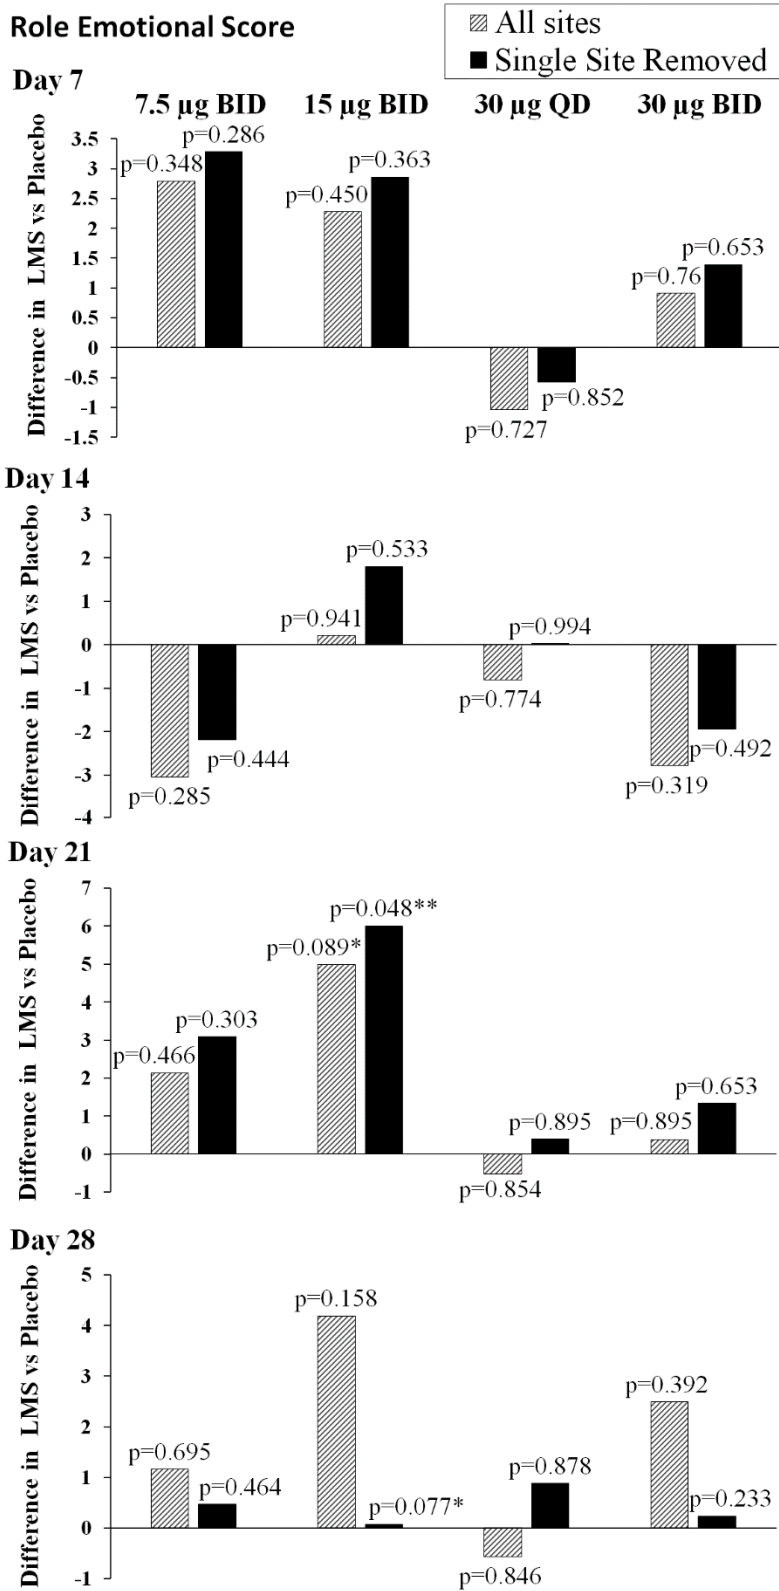 Role Emotional Score
All sites
Single Site Removed
Day 7
7.5 µg BID
15 µg BID
30 µg QD
30 µg BID
Difference in LMS vs Placebo
3.5
3
2.5
2
1.5
1
0.5
0
-0.5
-1
-1.5
p=0.348
p=0.286
p=0.450
p=0.363
p=0.727
p=0.852
p=0.76
p=0.653
Day 14
Difference in LMS vs Placebo
3
2
1
0
-1
-2
-3
-4
p=0.285
p=0.444
p=0.941
p=0.533
p=0.774
p=0.994
p=0.319
p=0.492
Day 21
Difference in LMS vs Placebo
7
6
5
4
3
2
1
0
-1
p=0.466
p=0.303
p=0.089*
p=0.048**
p=0.854
p=0.895
p=0.895
p=0.653
Day 28
Difference in LMS vs Placebo
5
4
3
2
1
0
-1
p=0.695
p=0.464
p=0.158
p=0.077*
p=0.846
p=0.878
p=0.392
p=0.233